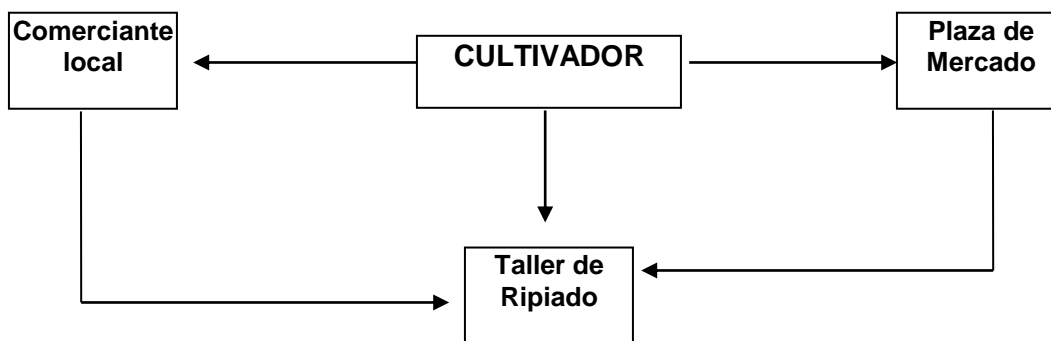 Comerciante
local
CULTIVADOR
Plaza de
Mercado
Taller de
Ripiado